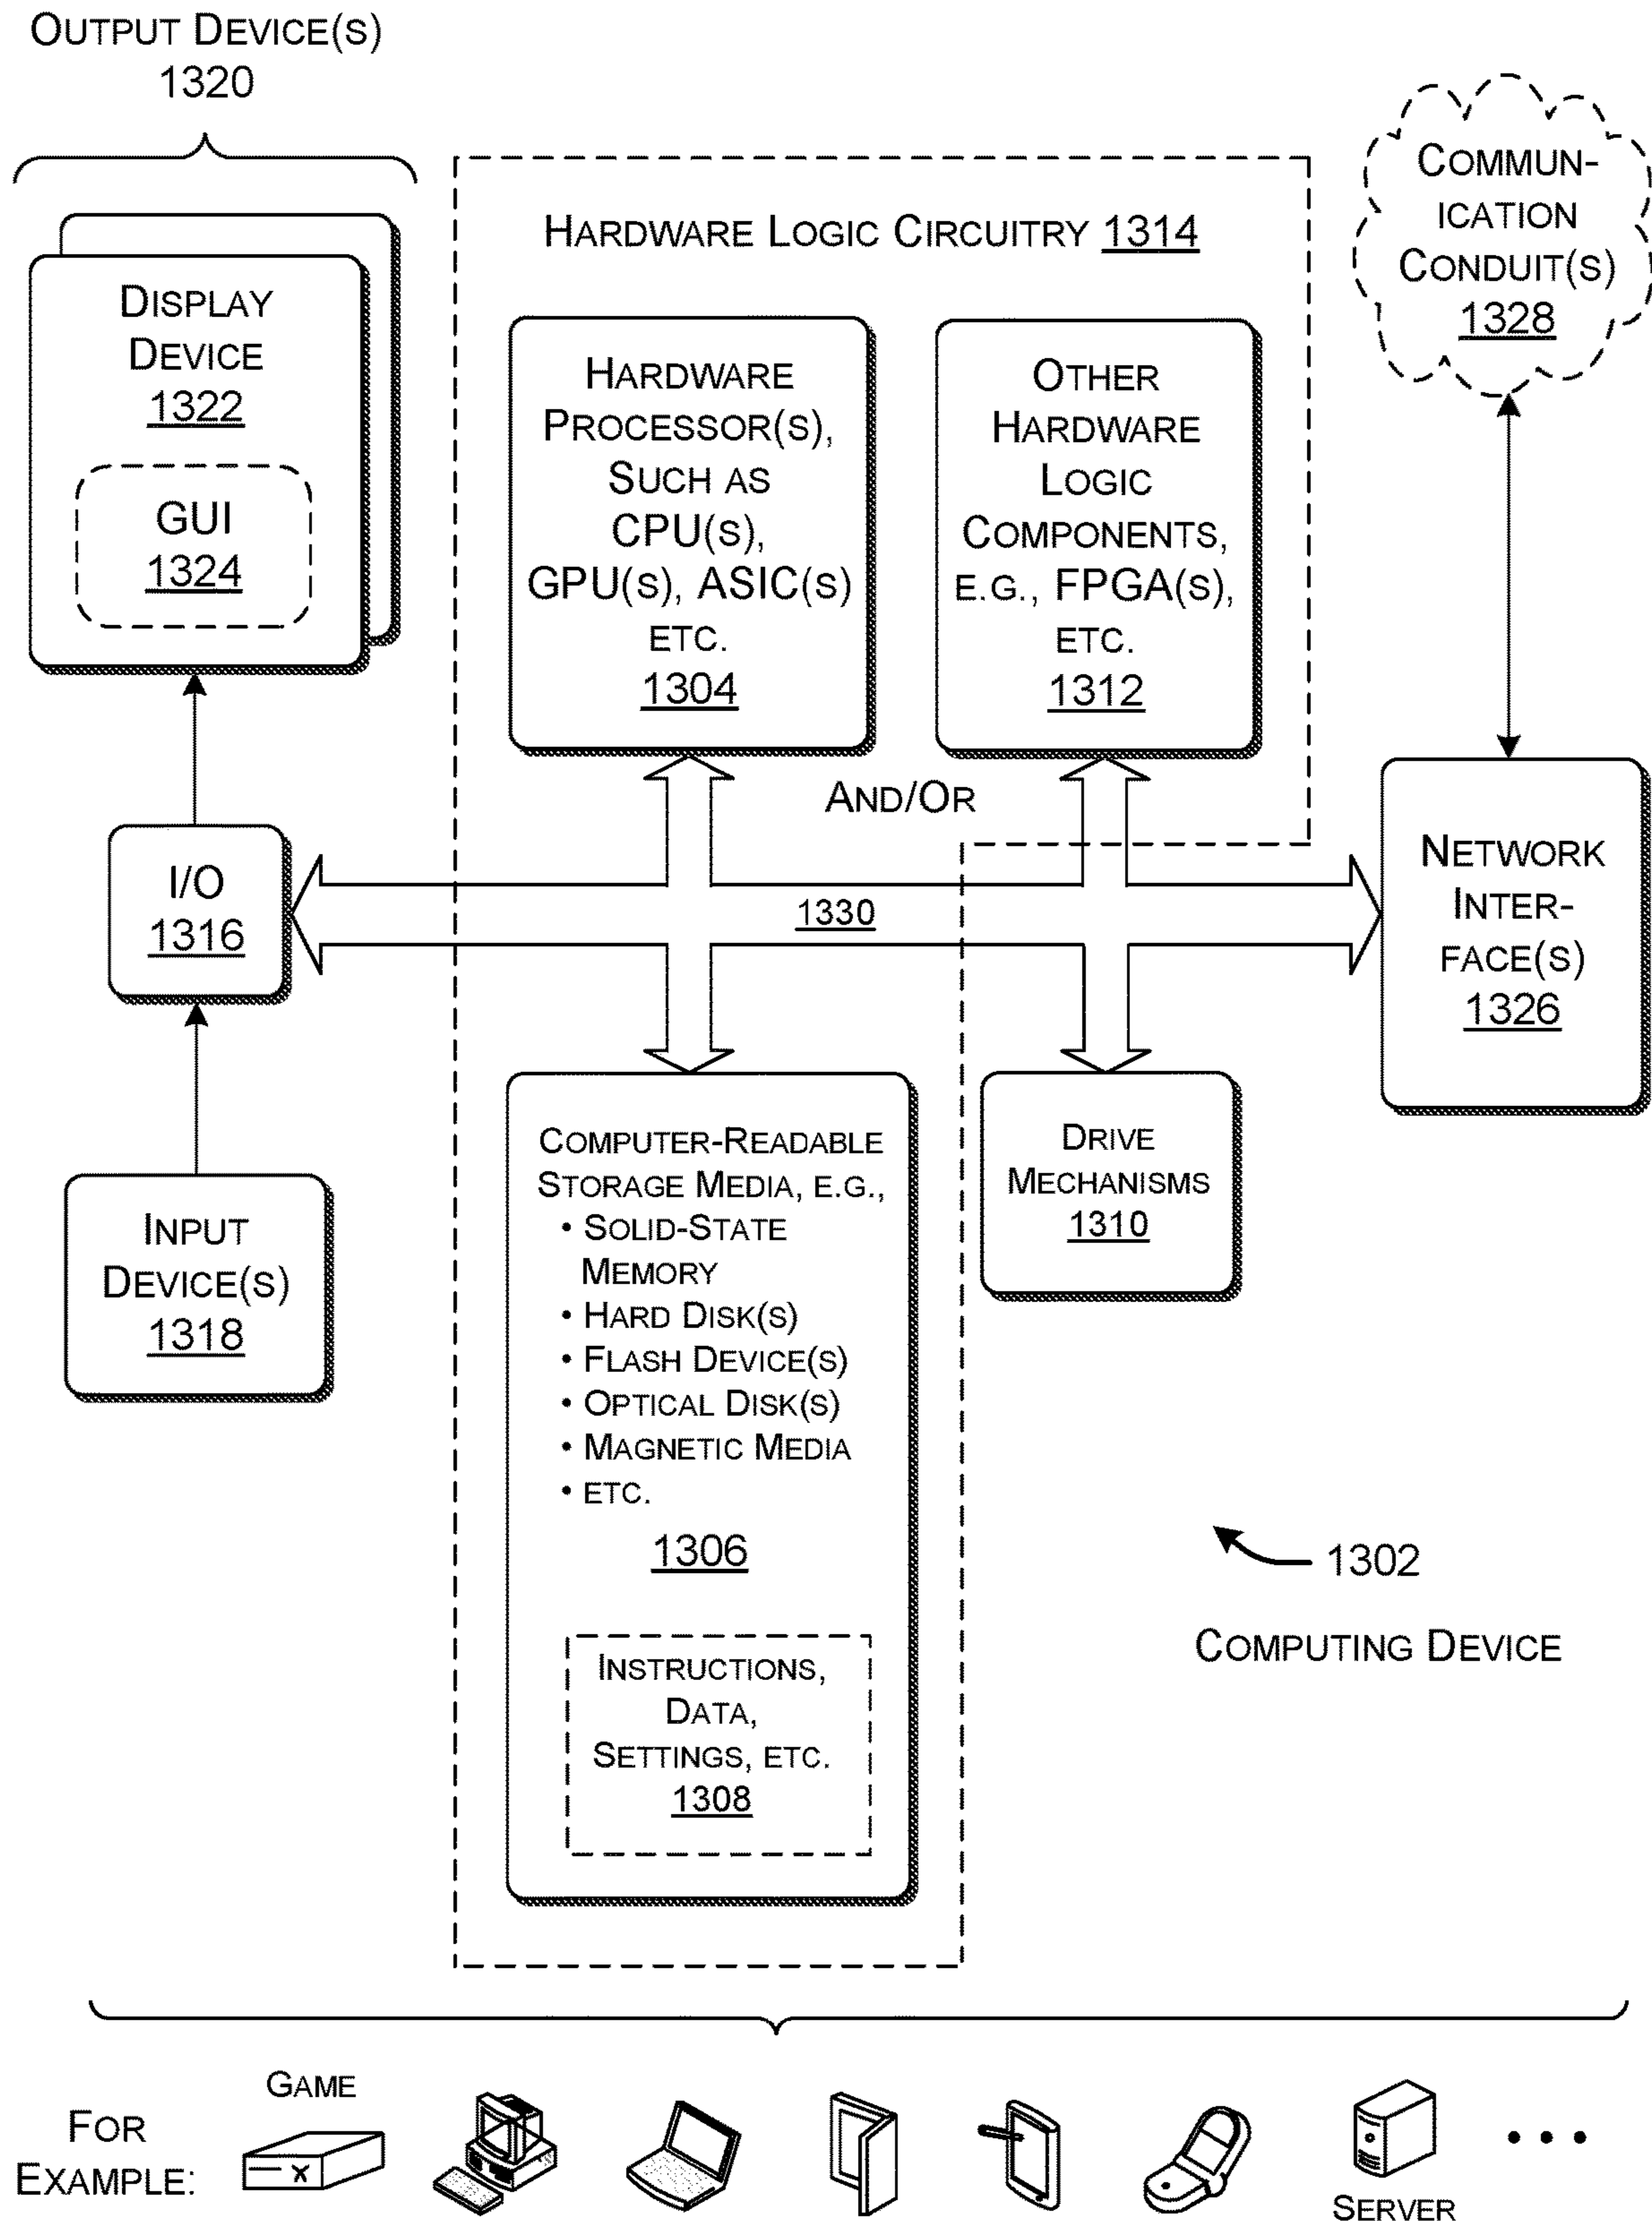 OUTPUT DEVICE(S)
1320
DISPLAY
DEVICE
1322
GUI
1324
I/O
1316
INPUT
DEVICE(S)
1318
HARDWARE LOGIC CIRCUITRY 1314
HARDWARE
PROCESSOR(S),
SUCH AS
CPU(S),
GPU(S), ASIC(S)
ETC.
1304
OTHER
HARDWARE
LOGIC
COMPONENTS,
E.G., FPGA(S),
ETC.
1312
AND/OR
1330
COMPUTER-READABLE
STORAGE MEDIA, E.G.,
• SOLID-STATE
MEMORY
• HARD DISK(S)
• FLASH DEVICE(S)
• OPTICAL DISK(S)
• MAGNETIC MEDIA
• ETC.
1306
INSTRUCTIONS,
DATA,
SETTINGS, ETC.
1308
DRIVE
MECHANISMS
1310
COMMUN-
ICATION
CONDUIT(S)
1328
NETWORK
INTER-
FACE(S)
1326
1302
COMPUTING DEVICE
FOR
EXAMPLE:
GAME
X
SERVER
• • •